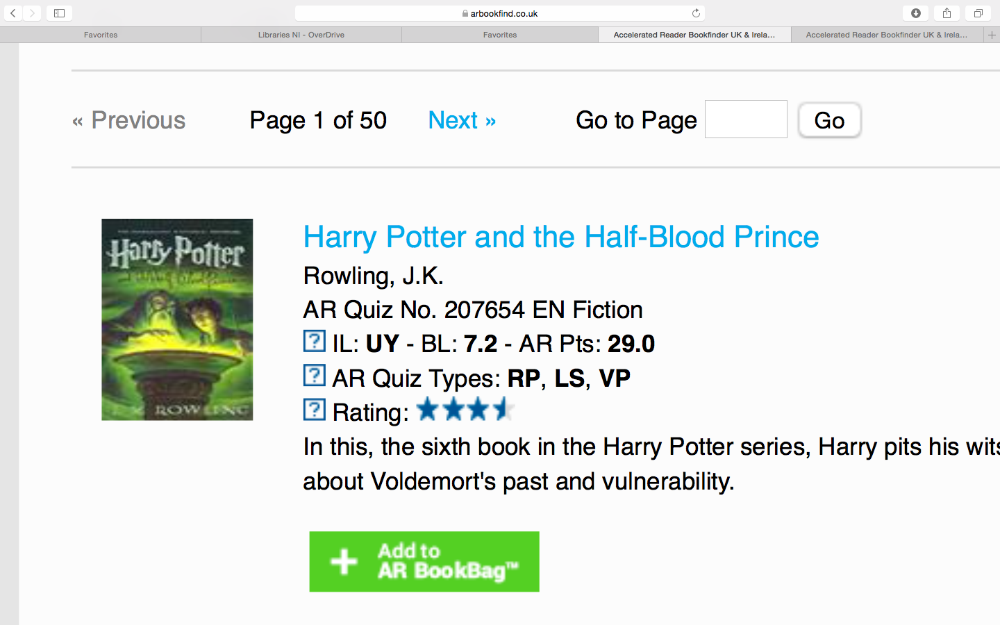 arbookfind.co.uk
Favorites
Libraries NI - OverDrive
Favorites
Accelerated Reader Bookfinder UK & Irela...
Accelerated Reader Bookfinder UK & Irela...
« Previous
Page 1 of 50
Next »
Go to Page
Go
Harry Potter
ROWLING
Harry Potter and the Half-Blood Prince
Rowling, J.K.
AR Quiz No. 207654 EN Fiction
? IL: UY - BL: 7.2 - AR Pts: 29.0
? AR Quiz Types: RP, LS, VP
? Rating:
In this, the sixth book in the Harry Potter series, Harry pits his wits
about Voldemort's past and vulnerability.
+ Add to
AR BookBag™